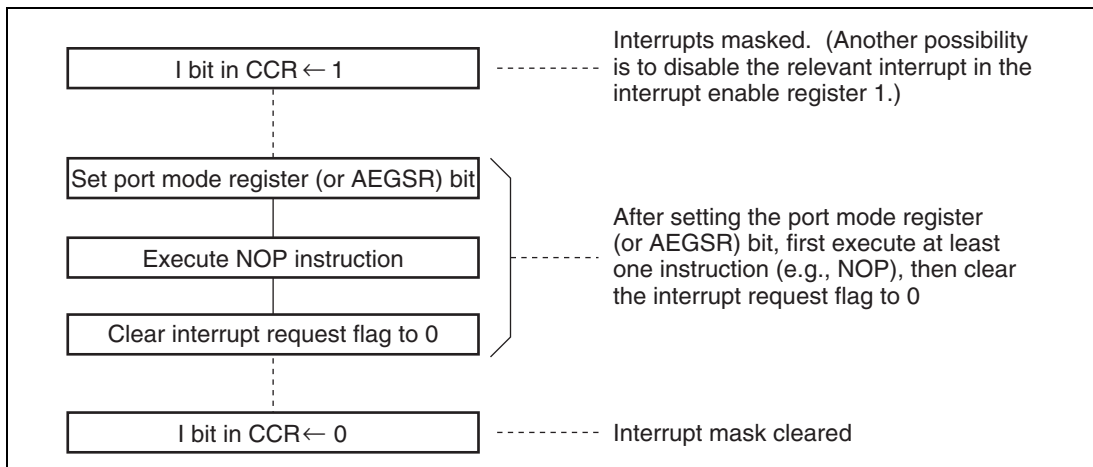 I bit in CCR ← 1
Interrupts masked. (Another possibility
is to disable the relevant interrupt in the
interrupt enable register 1.)
Set port mode register (or AEGSR) bit
Execute NOP instruction
Clear interrupt request flag to 0
After setting the port mode register
(or AEGSR) bit, first execute at least
one instruction (e.g., NOP), then clear
the interrupt request flag to 0
I bit in CCR ← 0
Interrupt mask cleared